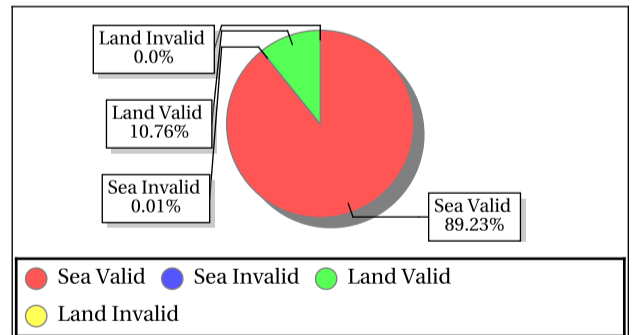 Land Invalid
0.0%
Land Valid
10.76%
Sea Invalid
0.01%
Sea Valid
89.23%
Sea Valid Sea Invalid Land Valid
Land Invalid